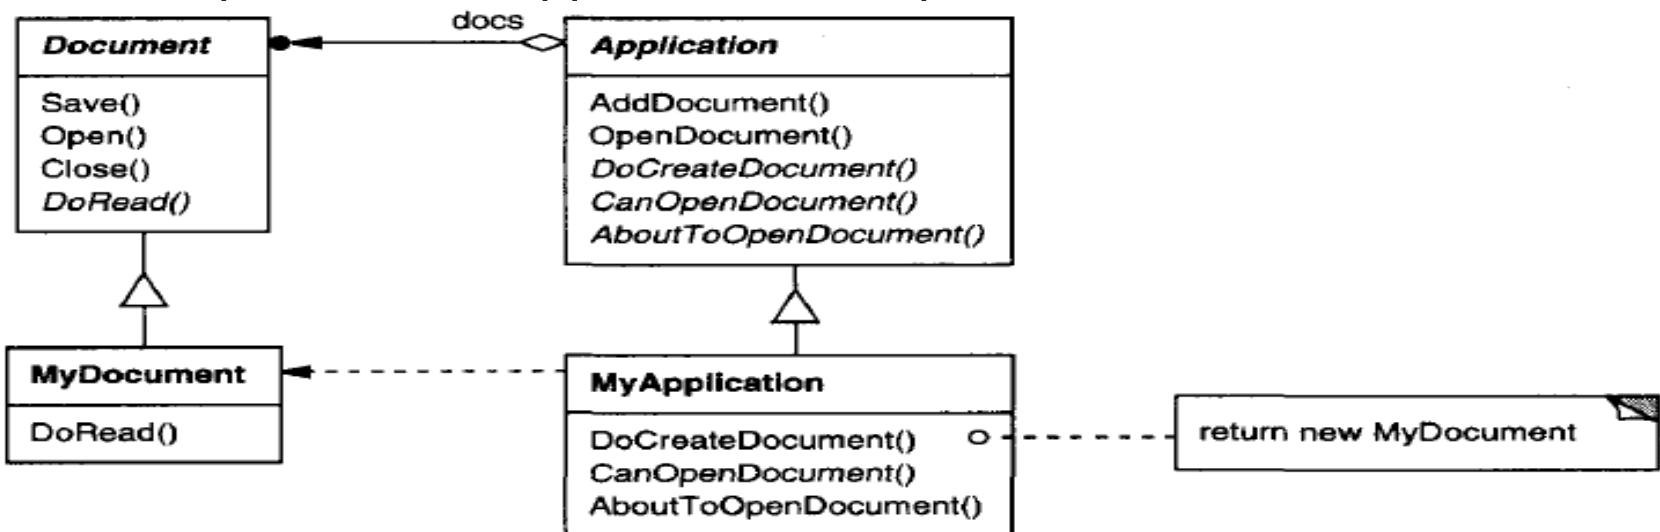 docs
Document
Save()
Open()
Close()
DoRead()
Application
AddDocument()
OpenDocument()
DoCreateDocument()
CanOpenDocument()
AboutToOpenDocument()
MyDocument
DoRead()
MyApplication
DoCreateDocument()
CanOpenDocument()
AboutToOpenDocument()
return new MyDocument